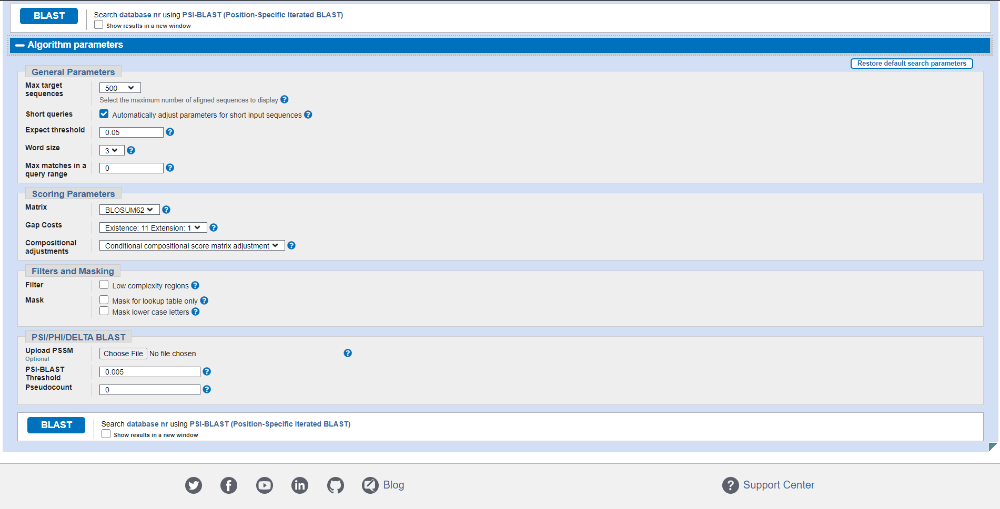 BLAST
Search database nr using PSI-BLAST (Position-Specific Iterated BLAST)
Show results in a new window
Algorithm parameters
Restore default search parameters
General Parameters
Max target
sequences
500
Select the maximum number of aligned sequences to display
Short queries
Automatically adjust parameters for short input sequences
Expect threshold
0.05
Word size
3
Max matches in a
query range
0
Scoring Parameters
Matrix
BLOSUM62
Gap Costs
Existence: 11 Extension: 1
Compositional
adjustments
Conditional compositional score matrix adjustment
Filters and Masking
Filter
Low complexity regions
Mask
Mask for lookup table only
Mask lower case letters
PSI/PHI/DELTA BLAST
Upload PSSM
Optional
Choose File No file chosen
PSI-BLAST
Threshold
0.005
Pseudocount
0
BLAST
Search database nr using PSI-BLAST (Position-Specific Iterated BLAST)
Show results in a new window
Blog
Support Center